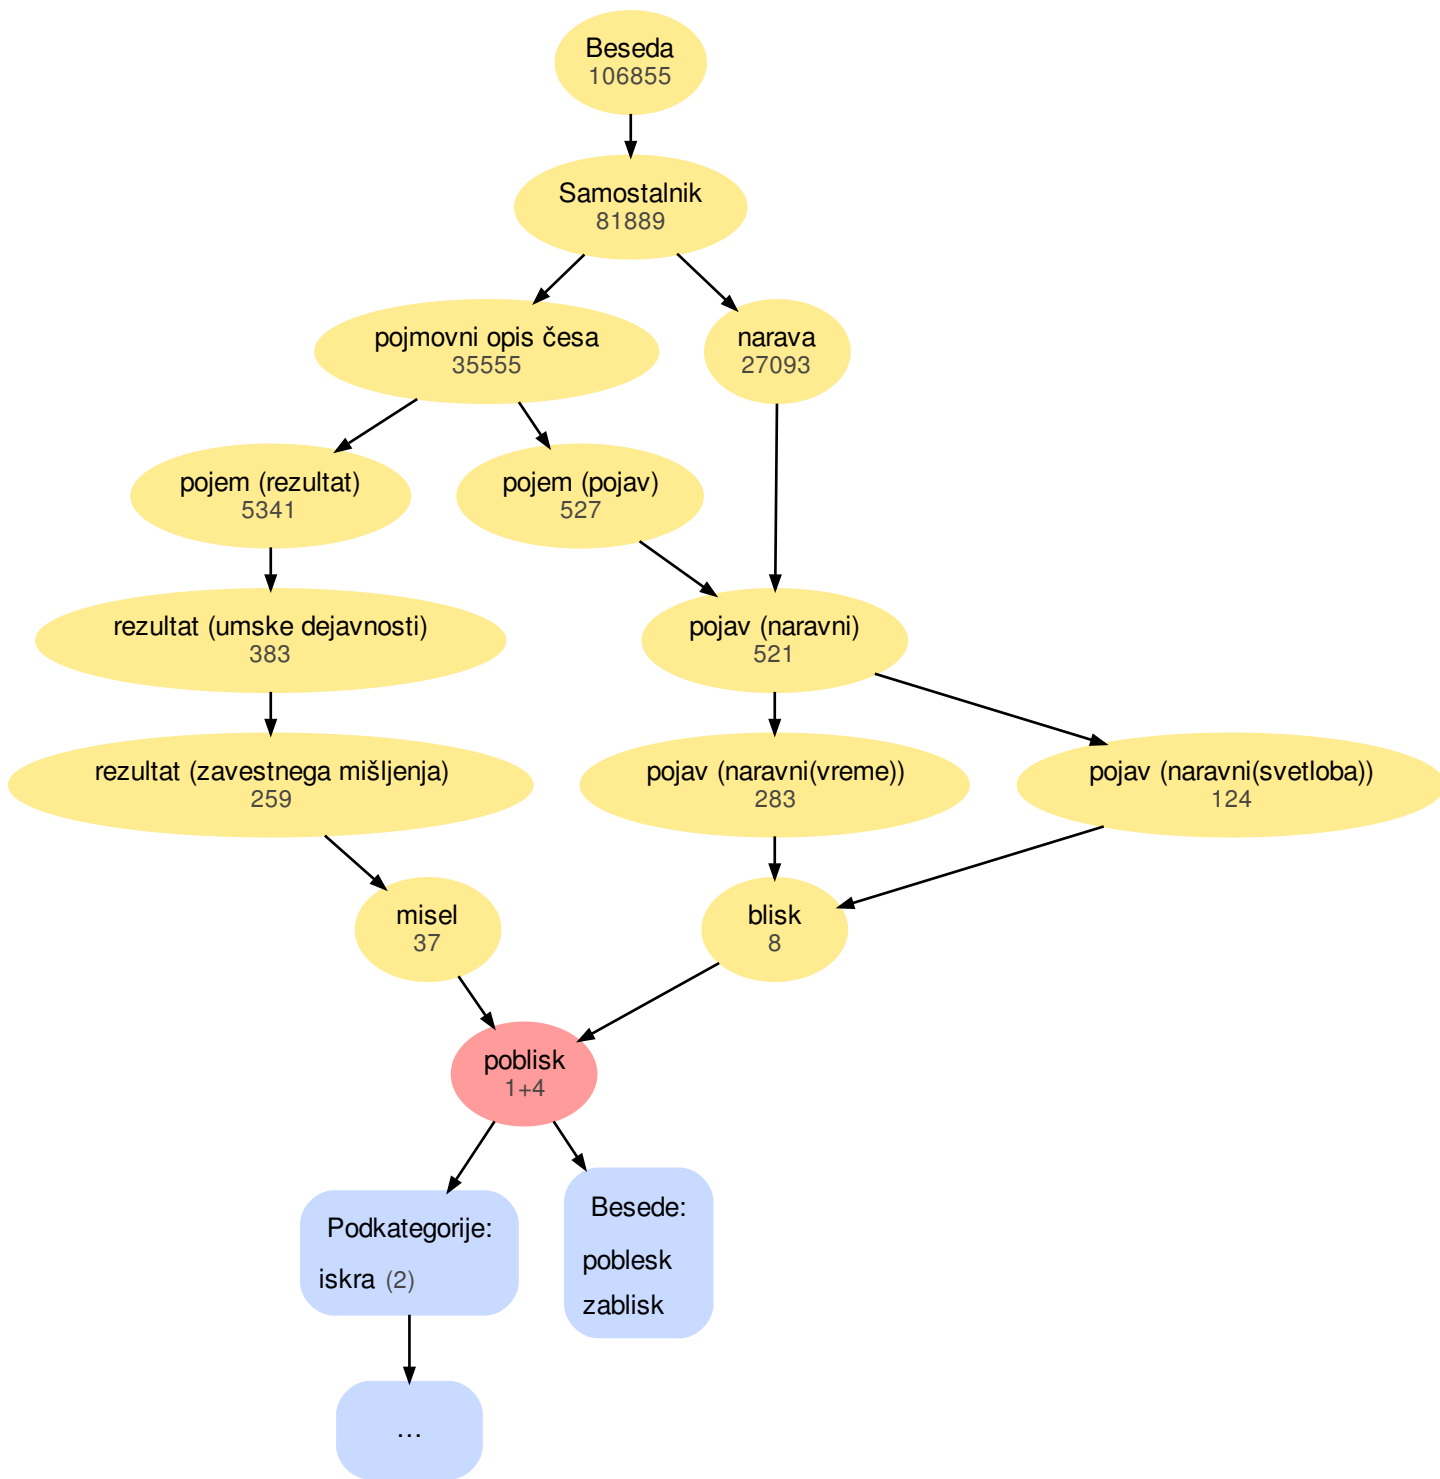 Beseda
106855
Samostalnik
81889
pojmovni opis česa
35555
narava
27093
pojem (rezultat)
5341
pojem (pojav)
527
rezultat (umske dejavnosti)
383
pojav (naravni)
521
rezultat (zavestnega mišljenja)
259
pojav (naravni(vreme))
283
pojav (naravni(svetloba))
124
misel
37
blisk
8
poblisk
1+4
Podkategorije:
iskra (2)
Besede:
poblesk
zablisk
...